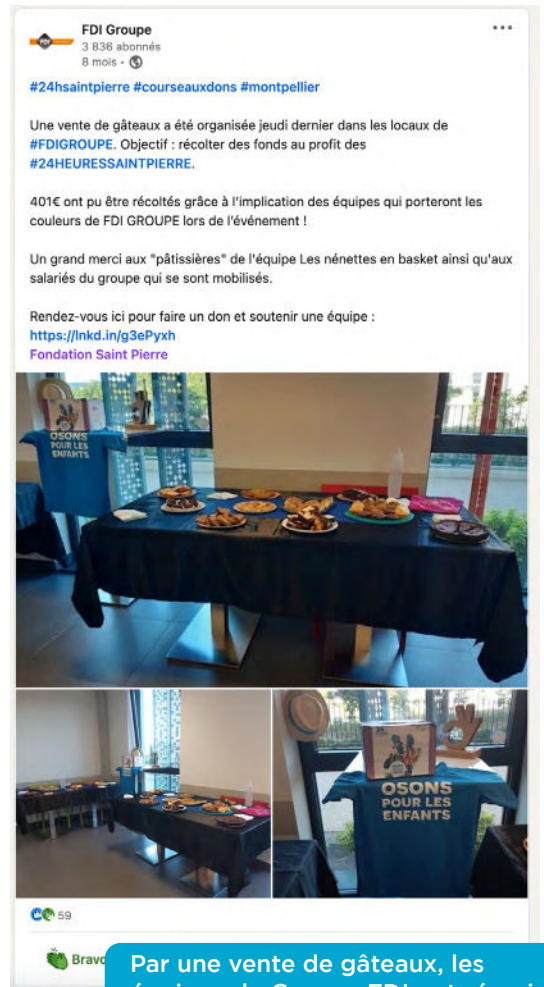 FDI Groupe
3 836 abonnés
8 mois •
#24hsaintpierre #courseauxdons #montpellier
Une vente de gâteaux a été organisée jeudi dernier dans les locaux de
#FDIGROUPE. Objectif : récolter des fonds au profit des
#24HEURESSAINTPIERRE.
401€ ont pu être récoltés grâce à l'implication des équipes qui porteront les
couleurs de FDI GROUPE lors de l'événement !
Un grand merci aux "pâtissières" de l'équipe Les nénettes en basket ainsi qu'aux
salariés du groupe qui se sont mobilisés.
Rendez-vous ici pour faire un don et soutenir une équipe :
https://lnkd.in/g3ePyxh
Fondation Saint Pierre
OSONS
POUR LES
ENFANTS
OSONS
POUR LES
ENFANTS
59
Bravo
Par une vente de gâteaux, les